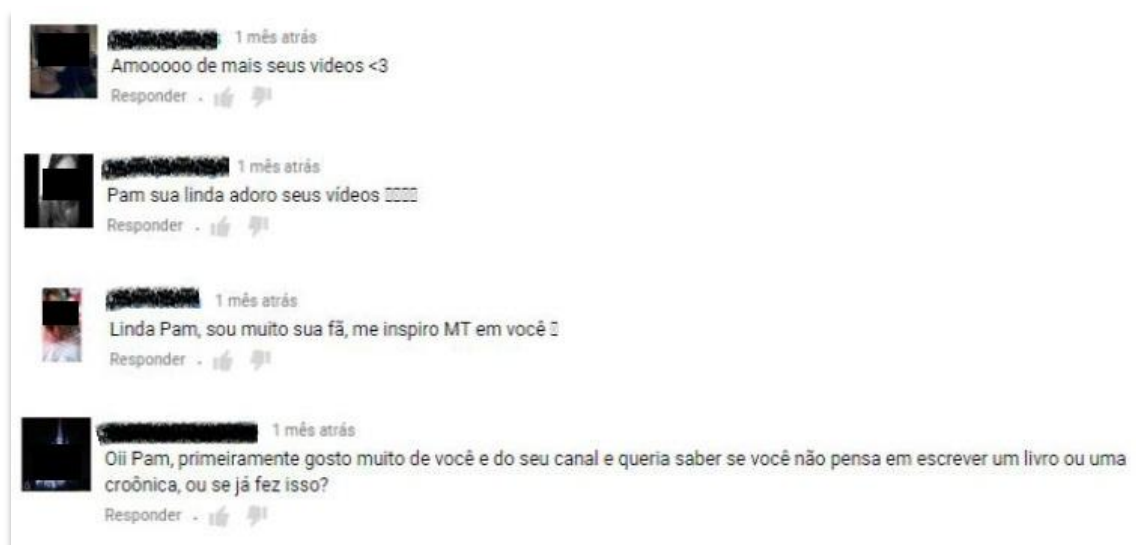 1 mês atrás
Amooooo de mais seus videos <3
Responder .
1 mês atrás
Pam sua linda adoro seus vídeos
Responder .
1 mês atrás
Linda Pam, sou muito sua fã, me inspiro MT em você
Responder .
1 mês atrás
Oii Pam, primeiramente gosto muito de você e do seu canal e queria saber se você não pensa em escrever um livro ou uma
croônica, ou se já fez isso?
Responder .